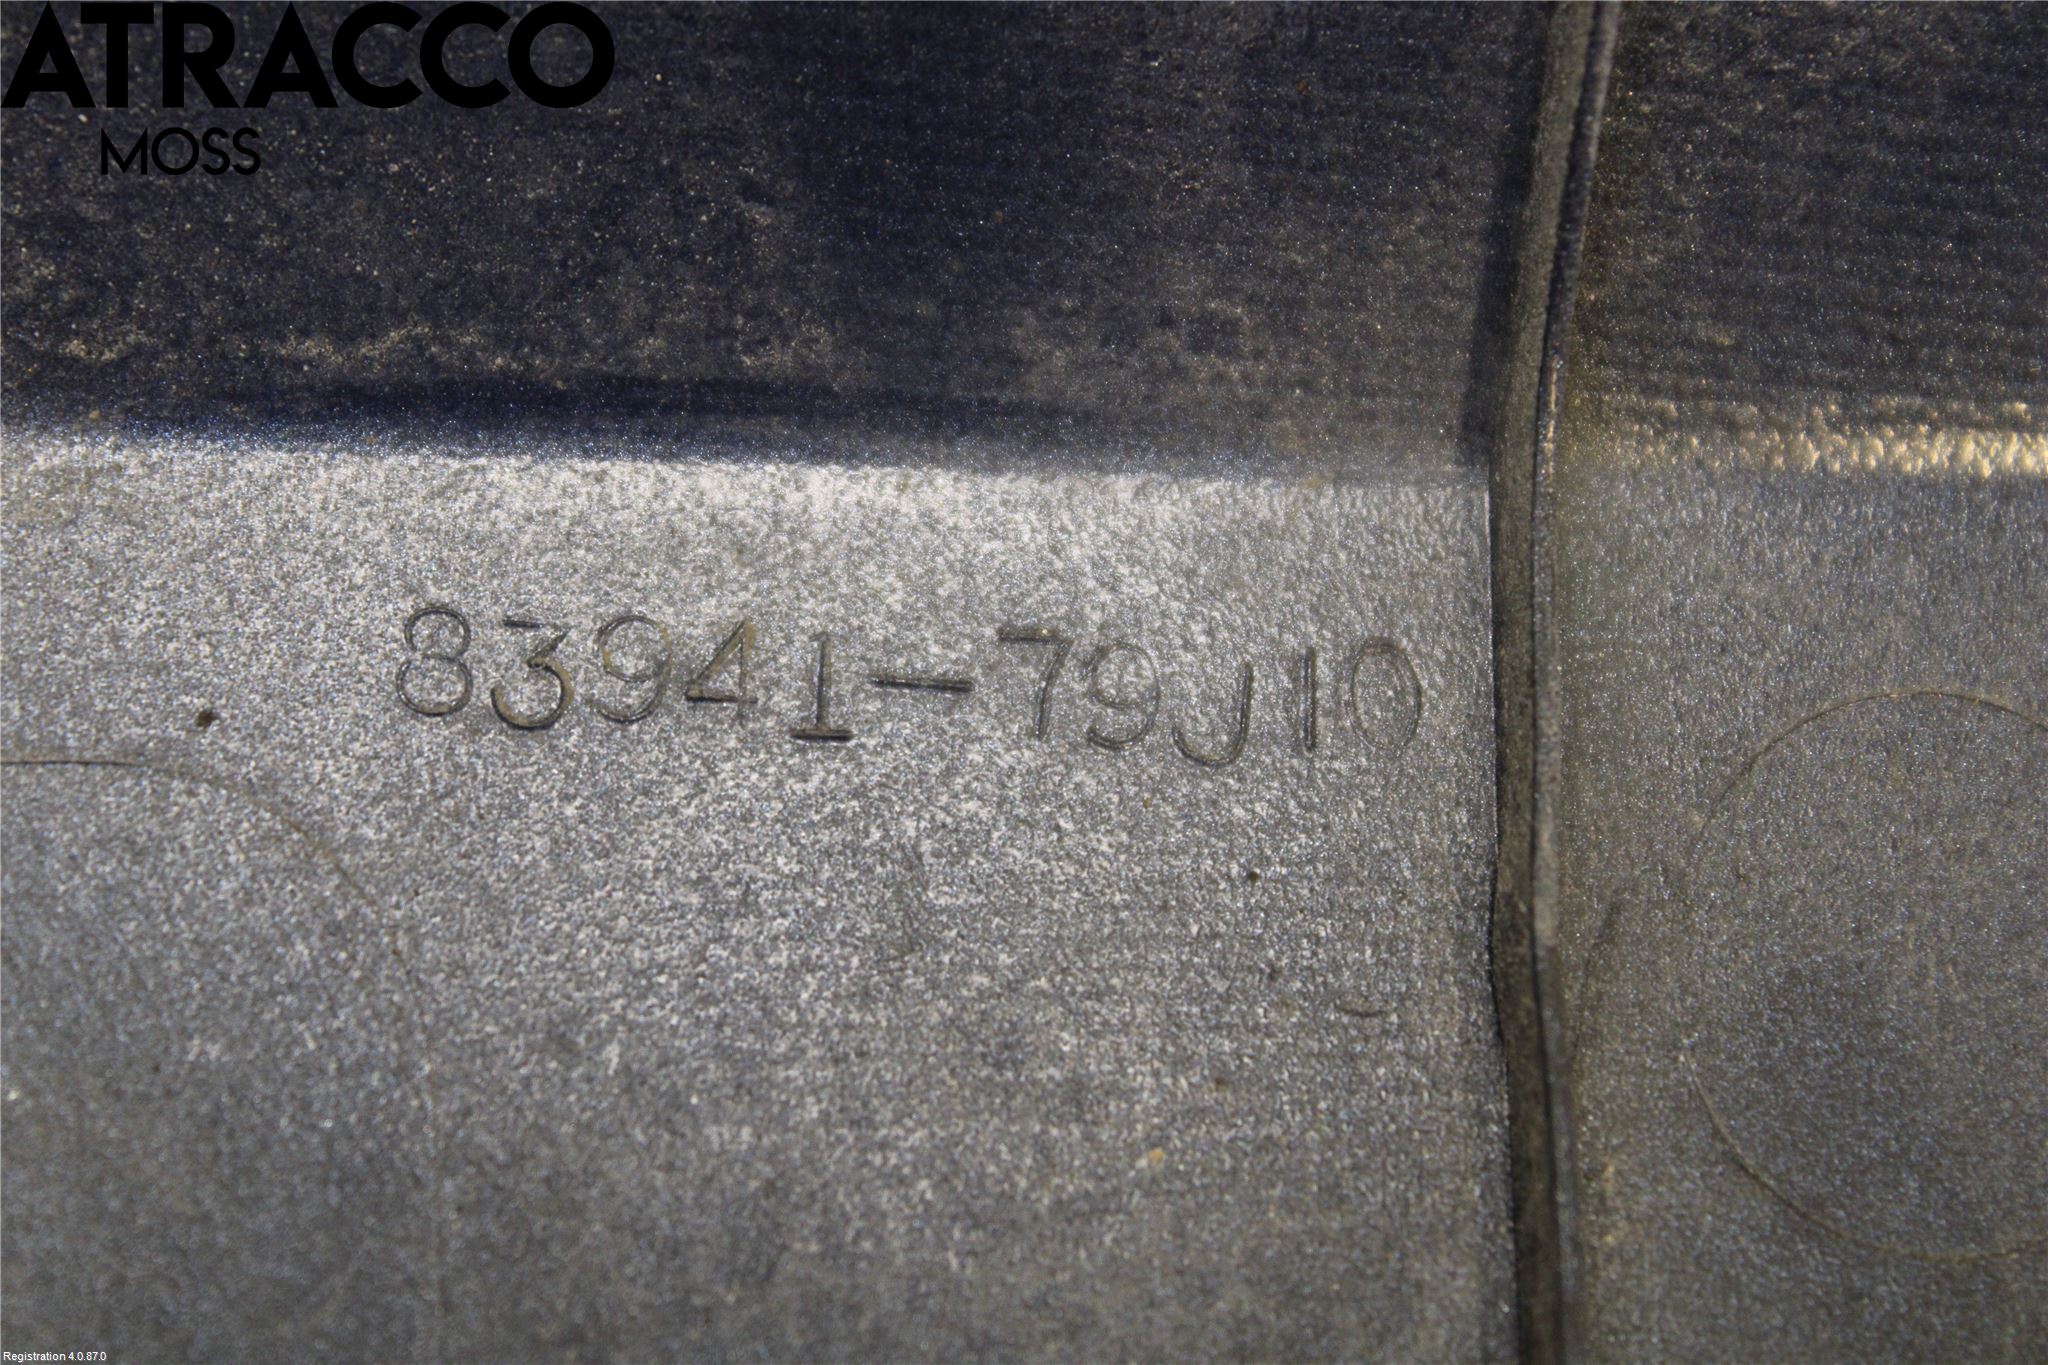 ATRACCO
MOSS
83941-79J10
Registration 4.0.87.0